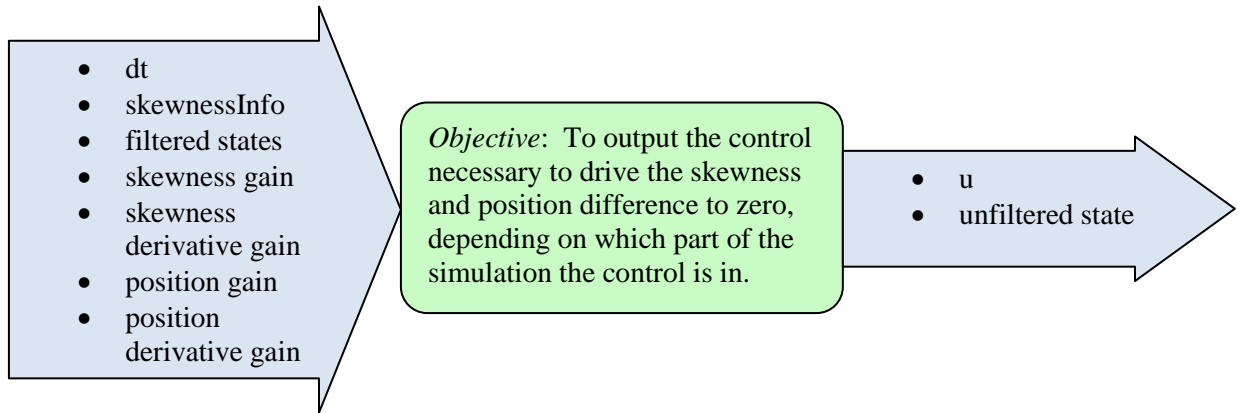 • dt
• skewnessInfo
• filtered states
• skewness gain
• skewness
derivative gain
• position gain
• position
derivative gain
Objective: To output the control
necessary to drive the skewness
and position difference to zero,
depending on which part of the
simulation the control is in.
• u
• unfiltered state